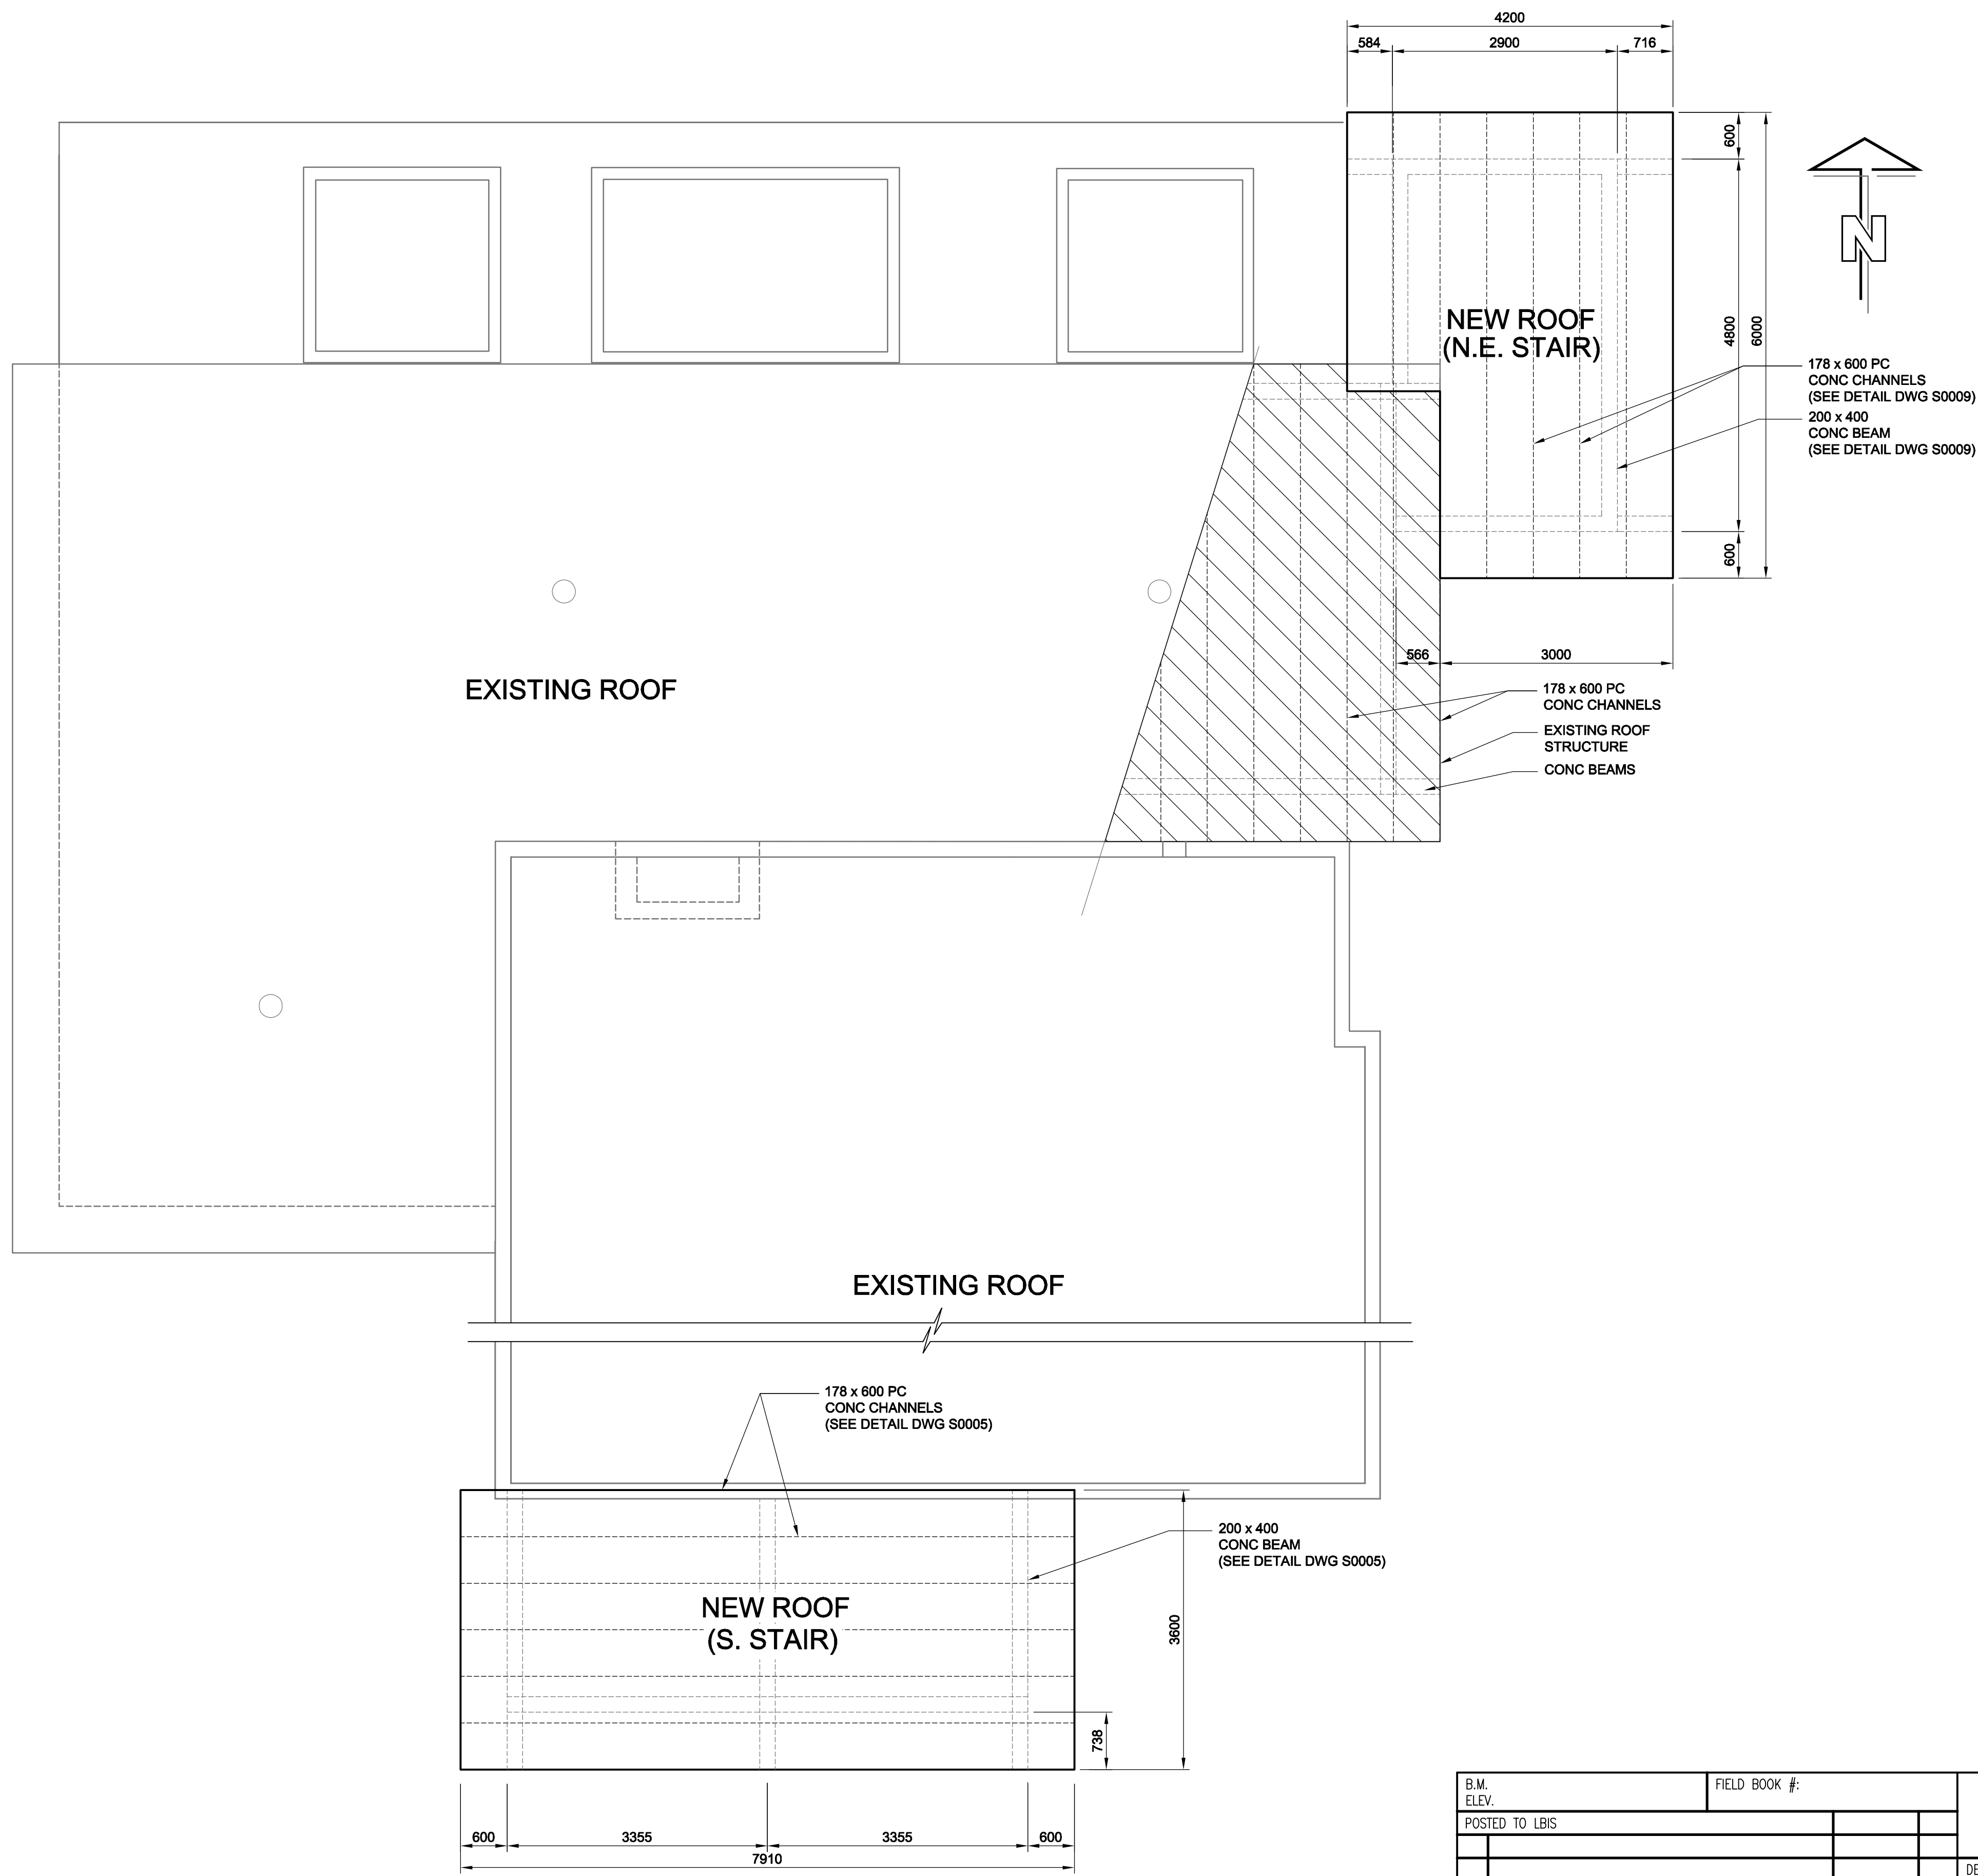 4200
584
2900
716
600
N
NEW ROOF
(N.E. STAIR)
4800
6000
178 x 600 PC
CONC CHANNELS
(SEE DETAIL DWG S0009)
200 x 400
CONC BEAM
(SEE DETAIL DWG S0009)
600
566
3000
EXISTING ROOF
178 x 600 PC
CONC CHANNELS
EXISTING ROOF
STRUCTURE
CONC BEAMS
EXISTING ROOF
178 x 600 PC
CONC CHANNELS
(SEE DETAIL DWG S0005)
200 x 400
CONC BEAM
(SEE DETAIL DWG S0005)
NEW ROOF
(S. STAIR)
3600
738
600
3355
3355
600
7910
B.M.
ELEV.
FIELD BOOK #:
POSTED TO LBIS